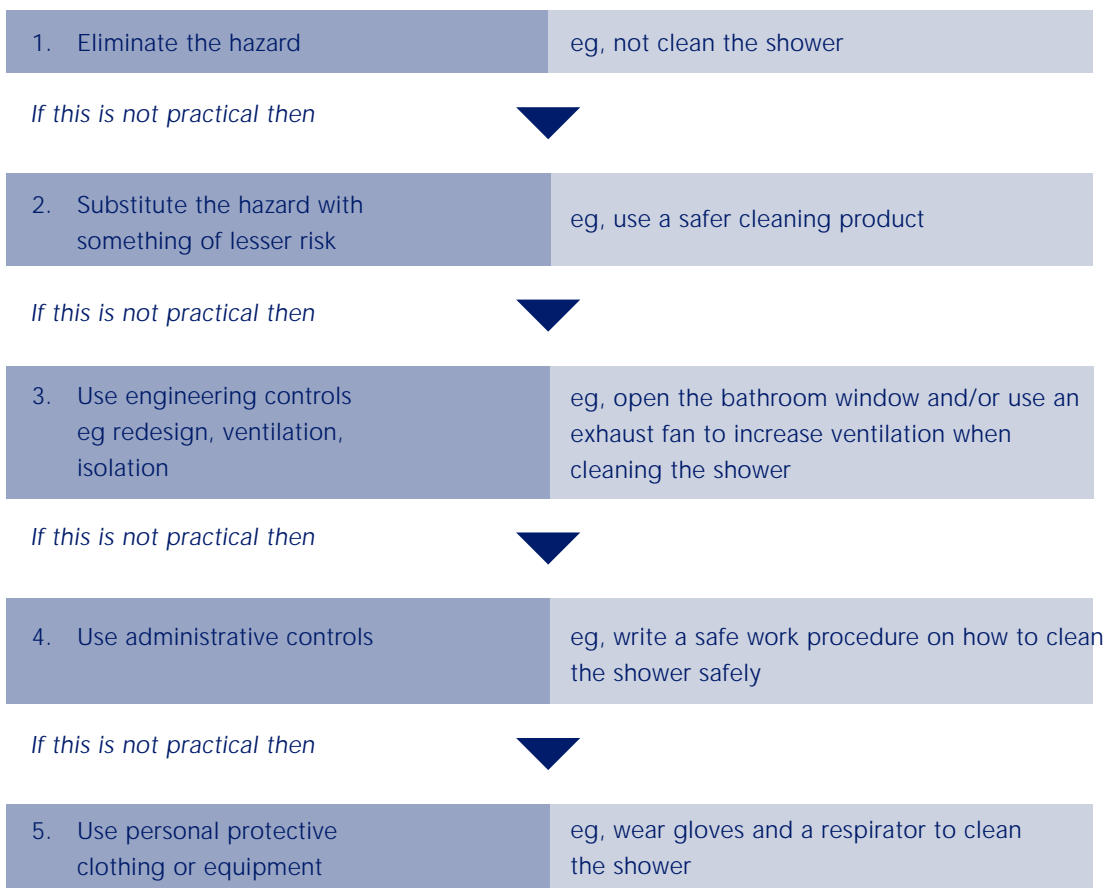 1. Eliminate the hazard
eg, not clean the shower
If this is not practical then
2. Substitute the hazard with
something of lesser risk
eg, use a safer cleaning product
If this is not practical then
3. Use engineering controls
eg redesign, ventilation,
isolation
eg, open the bathroom window and/or use an
exhaust fan to increase ventilation when
cleaning the shower
If this is not practical then
4. Use administrative controls
eg, write a safe work procedure on how to clean
the shower safely
If this is not practical then
5. Use personal protective
clothing or equipment
eg, wear gloves and a respirator to clean
the shower